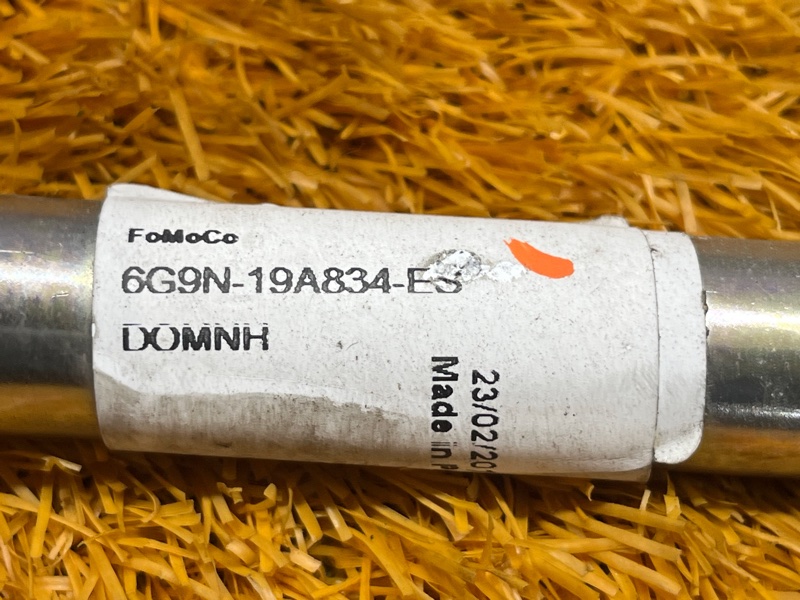 FoMoCo
6G9N-19A834-ES
DOMNH
23/02/20
Made in P